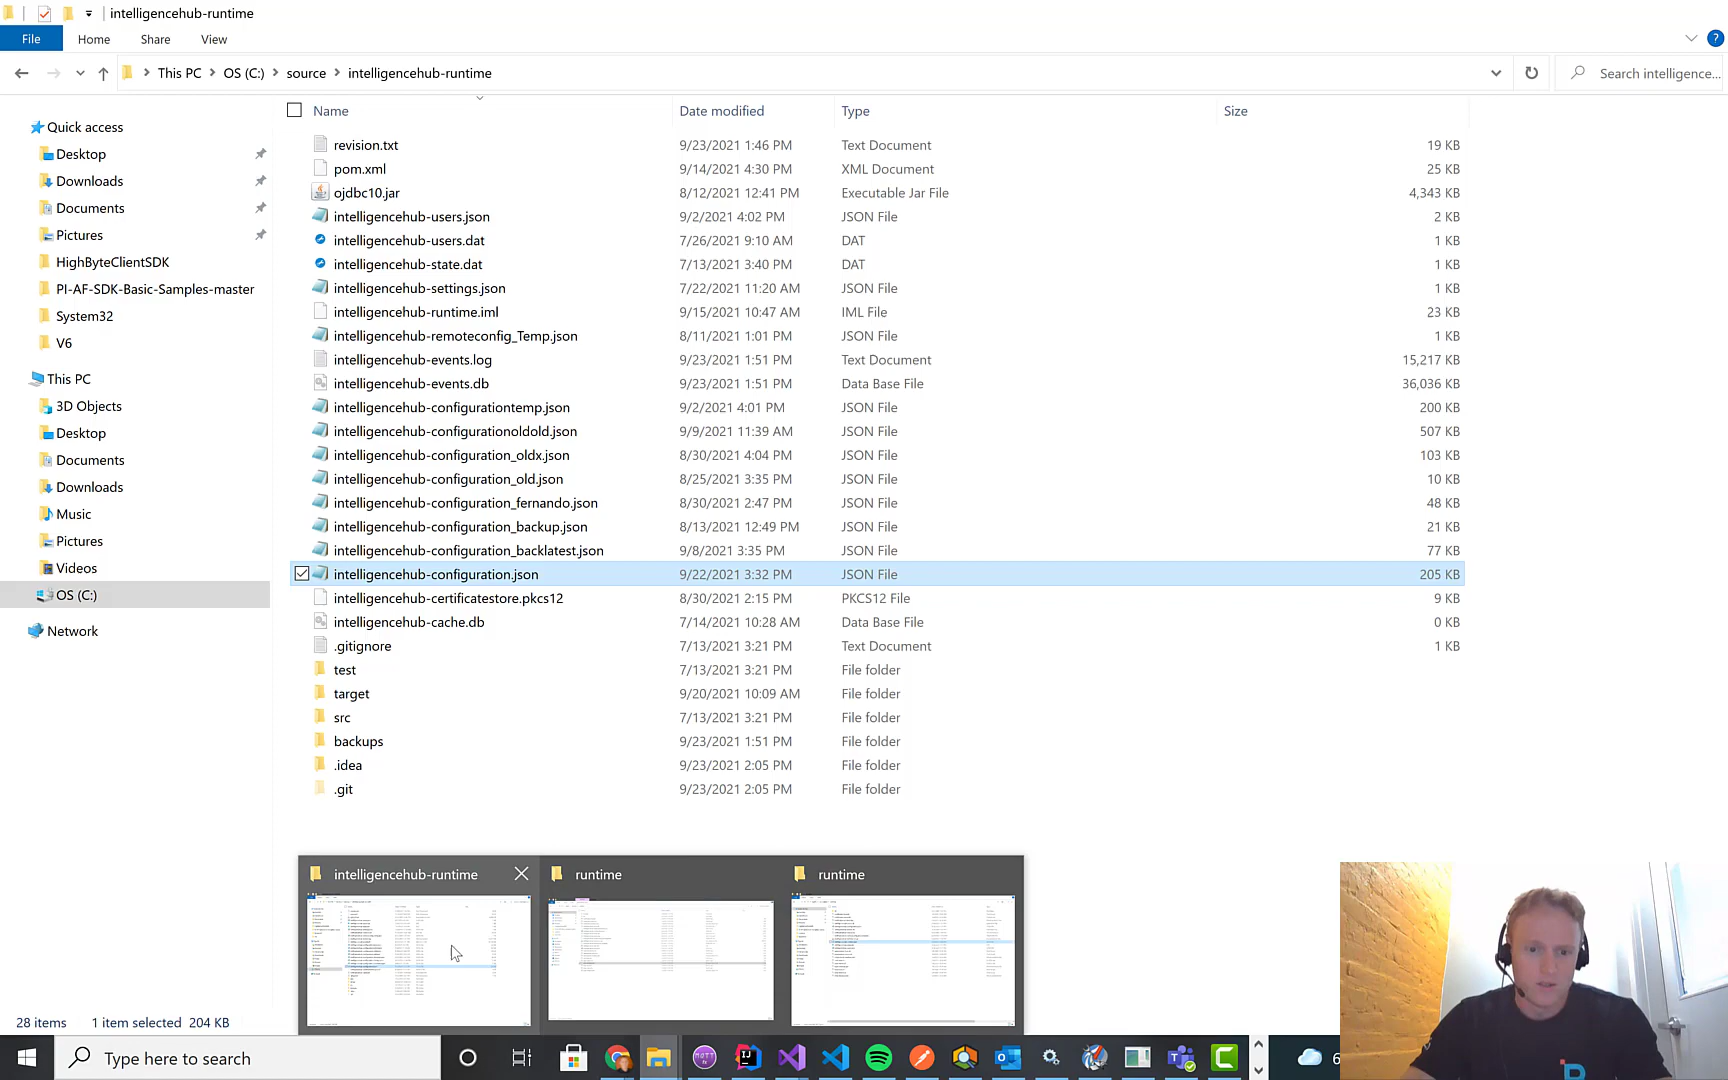 intelligencehub-runtime
File Home Share View
This PC OS (C:) source intelligencehub-runtime
Search intelligence...
Name Date modified Type Size
Quick access
Desktop
Downloads
Documents
Pictures
HighByteClientSDK
PI-AF-SDK-Basic-Samples-master
System32
V6
This PC
3D Objects
Desktop
Documents
Downloads
Music
Pictures
Videos
OS (C:)
Network
revision.txt 9/23/2021 1:46 PM Text Document 19 KB
pom.xml 9/14/2021 4:30 PM XML Document 25 KB
ojdbc10.jar 8/12/2021 12:41 PM Executable Jar File 4,343 KB
intelligencehub-users.json 9/2/2021 4:02 PM JSON File 2 KB
intelligencehub-users.dat 7/26/2021 9:10 AM DAT 1 KB
intelligencehub-state.dat 7/13/2021 3:40 PM DAT 1 KB
intelligencehub-settings.json 7/22/2021 11:20 AM JSON File 1 KB
intelligencehub-runtime.iml 9/15/2021 10:47 AM IML File 23 KB
intelligencehub-remoteconfig_Temp.json 8/11/2021 1:01 PM JSON File 1 KB
intelligencehub-events.log 9/23/2021 1:51 PM Text Document 15,217 KB
intelligencehub-events.db 9/23/2021 1:51 PM Data Base File 36,036 KB
intelligencehub-configurationtemp.json 9/2/2021 4:01 PM JSON File 200 KB
intelligencehub-configurationoldold.json 9/9/2021 11:39 AM JSON File 507 KB
intelligencehub-configuration_oldx.json 8/30/2021 4:04 PM JSON File 103 KB
intelligencehub-configuration_old.json 8/25/2021 3:35 PM JSON File 10 KB
intelligencehub-configuration_fernando.json 8/30/2021 2:47 PM JSON File 48 KB
intelligencehub-configuration_backup.json 8/13/2021 12:49 PM JSON File 21 KB
intelligencehub-configuration_backlatest.json 9/8/2021 3:35 PM JSON File 77 KB
intelligencehub-configuration.json 9/22/2021 3:32 PM JSON File 205 KB
intelligencehub-certificatestore.pkcs12 8/30/2021 2:15 PM PKCS12 File 9 KB
intelligencehub-cache.db 7/14/2021 10:28 AM Data Base File 0 KB
.gitignore 7/13/2021 3:21 PM Text Document 1 KB
test 7/13/2021 3:21 PM File folder
target 9/20/2021 10:09 AM File folder
src 7/13/2021 3:21 PM File folder
backups 9/23/2021 1:51 PM File folder
.idea 9/23/2021 2:05 PM File folder
.git 9/23/2021 2:05 PM File folder
intelligencehub-runtime runtime runtime
28 items 1 item selected 204 KB
Type here to search
6